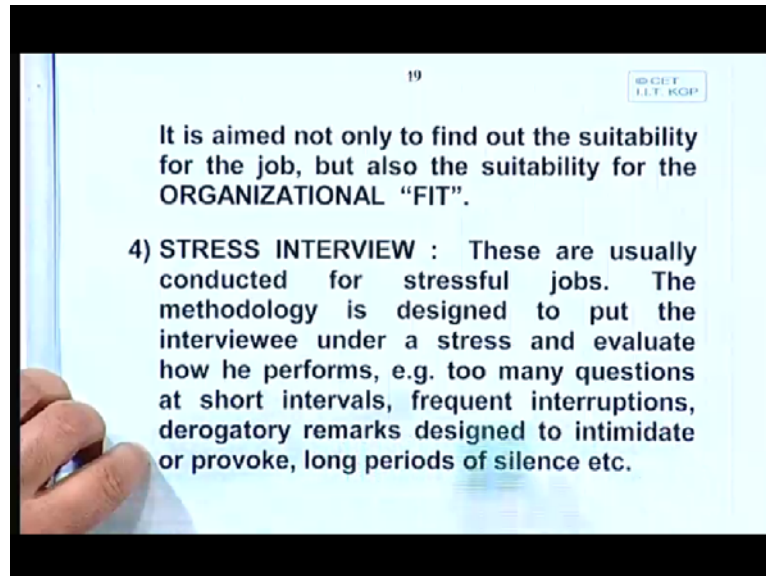 19
© CET
I.I.T. KGP
It is aimed not only to find out the suitability
for the job, but also the suitability for the
ORGANIZATIONAL “FIT”.
4) STRESS INTERVIEW : These are usually
conducted for stressful jobs. The
methodology is designed to put the
interviewee under a stress and evaluate
how he performs, e.g. too many questions
at short intervals, frequent interruptions,
derogatory remarks designed to intimidate
or provoke, long periods of silence etc.